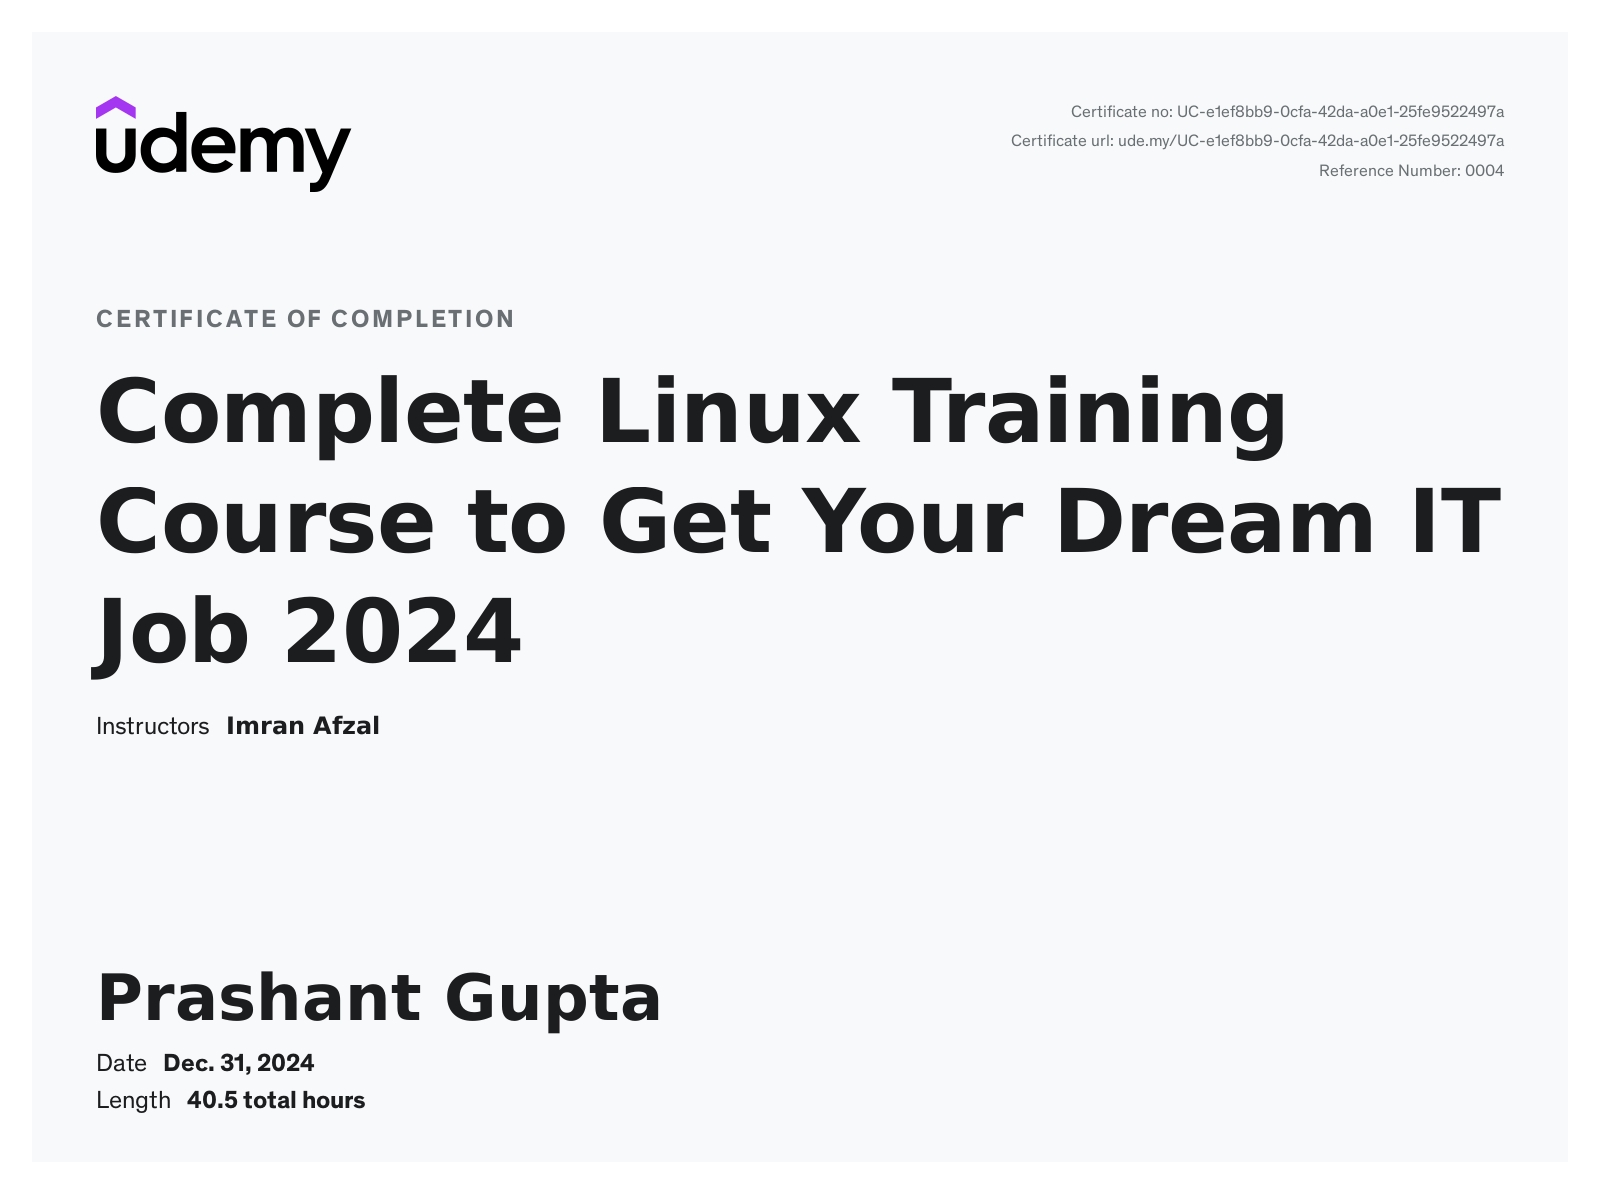 udemy
Certificate no: UC-e1ef8bb9-0cfa-42da-a0e1-25fe9522497a
Certificate url: ude.my/UC-e1ef8bb9-0cfa-42da-a0e1-25fe9522497a
Reference Number: 0004
CERTIFICATE OF COMPLETION
Complete Linux Training
Course to Get Your Dream IT
Job 2024
Instructors Imran Afzal
Prashant Gupta
Date Dec. 31, 2024
Length 40.5 total hours